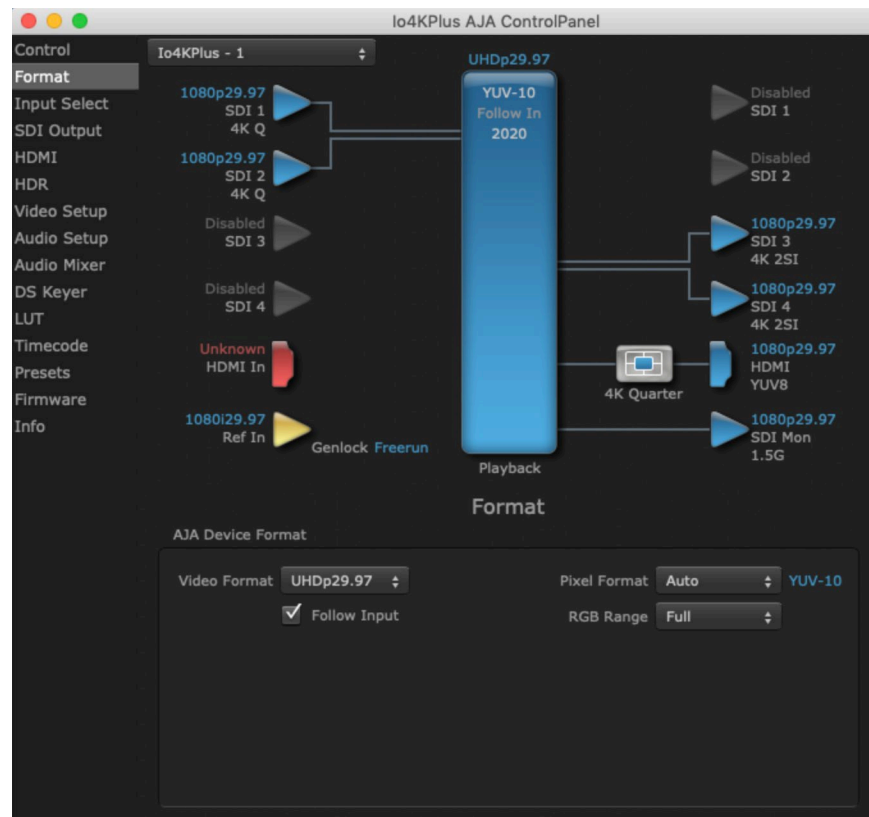 Io4KPlus AJA ControlPanel
Control
Format
Input Select
SDI Output
HDMI
HDR
Video Setup
Audio Setup
Audio Mixer
DS Keyer
LUT
Timecode
Presets
Firmware
Info
Io4KPlus - 1
1080p29.97
SDI 1
4K Q
1080p29.97
SDI 2
4K Q
Disabled
SDI 3
Disabled
SDI 4
Unknown
HDMI In
1080i29.97
Ref In
Genlock Freerun
UHDp29.97
YUV-10
Follow In
2020
Playback
Disabled
SDI 1
Disabled
SDI 2
1080p29.97
SDI 3
4K 2SI
1080p29.97
SDI 4
4K 2SI
4K Quarter
1080p29.97
HDMI
YUV8
1080p29.97
SDI Mon
1.5G
Format
AJA Device Format
Video Format UHDp29.97
Follow Input
Pixel Format Auto YUV-10
RGB Range Full